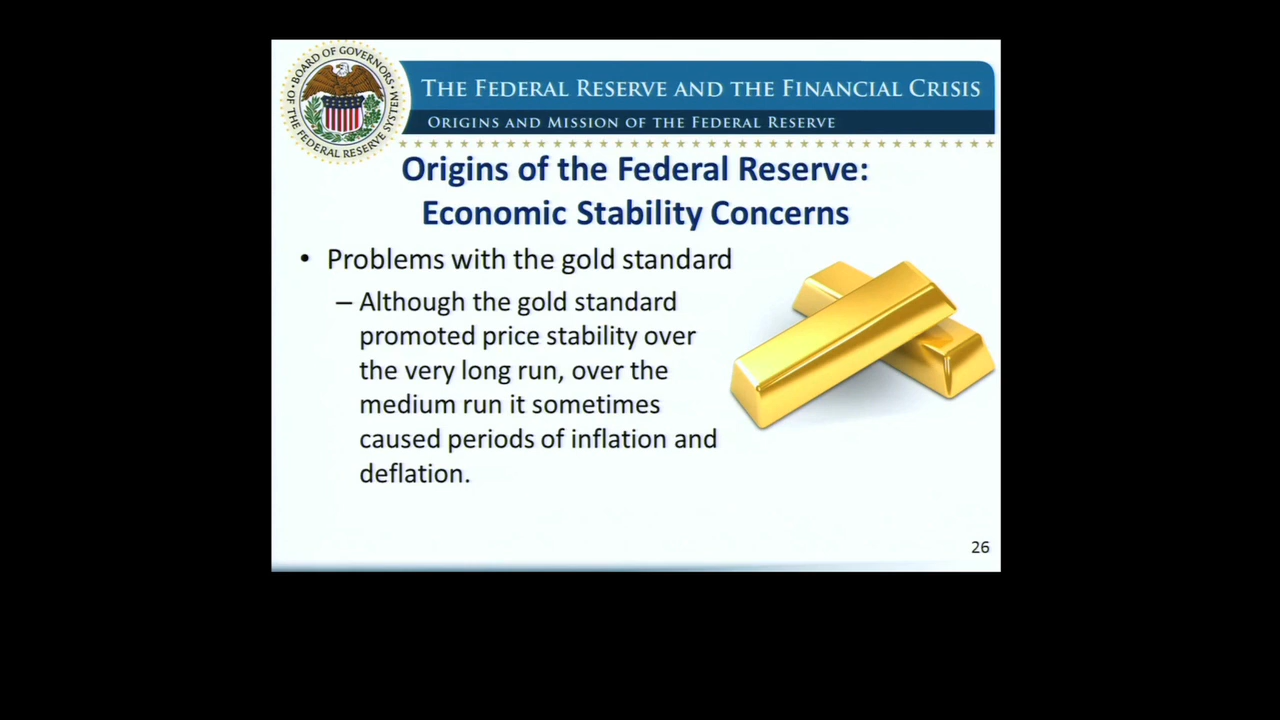 BOARD OF GOVERNORS
OF THE FEDERAL RESERVE SYSTEM
THE FEDERAL RESERVE AND THE FINANCIAL CRISIS
ORIGINS AND MISSION OF THE FEDERAL RESERVE
Origins of the Federal Reserve:
Economic Stability Concerns
• Problems with the gold standard
– Although the gold standard
promoted price stability over
the very long run, over the
medium run it sometimes
caused periods of inflation and
deflation.
26